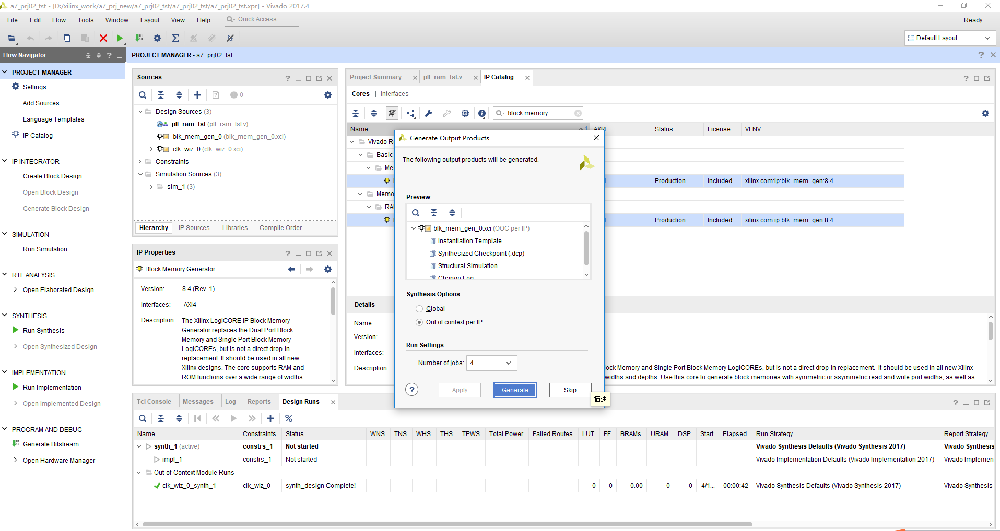 a7_prj02_tst - [D:/xilinx_work/a7_prj_new/a7_prj02_tst/a7_prj02_tst/a7_prj02_tst.xpr] - Vivado 2017.4
File Edit Flow Tools Window Layout View Help Quick Access Ready
Default Layout
Flow Navigator
PROJECT MANAGER
Settings
Add Sources
Language Templates
IP Catalog
IP INTEGRATOR
Create Block Design
Open Block Design
Generate Block Design
SIMULATION
Run Simulation
RTL ANALYSIS
Open Elaborated Design
SYNTHESIS
Run Synthesis
Open Synthesized Design
IMPLEMENTATION
Run Implementation
Open Implemented Design
PROGRAM AND DEBUG
Generate Bitstream
Open Hardware Manager
PROJECT MANAGER - a7_prj02_tst
Sources
0
Design Sources (3)
pll_ram_tst (pll_ram_tst.v)
blk_mem_gen_0 (blk_mem_gen_0.xci)
clk_wiz_0 (clk_wiz_0.xci)
Constraints
Simulation Sources (3)
sim_1 (3)
Hierarchy IP Sources Libraries Compile Order
IP Properties
Block Memory Generator
Version: 8.4 (Rev. 1)
Interfaces: AXI4
Description: The Xilinx LogiCORE IP Block Memory
Generator replaces the Dual Port Block
Memory and Single Port Block Memory
LogiCOREs, but is not a direct drop-in
replacement. It should be used in all new
Xilinx designs. The core supports RAM and
ROM functions over a wide range of widths
Project Summary pll_ram_tst.v IP Catalog
Cores | Interfaces
block memory
Name 1 AXI4 Status License VLNV
Vivado Re
Basic
Mem
4 Production Included xilinx.com:ip:blk_mem_gen:8.4
Memo
RAI
4 Production Included xilinx.com:ip:blk_mem_gen:8.4
Details
Name:
Version:
Interfaces:
Description:
lock Memory and Single Port Block Memory LogiCOREs, but is not a direct drop-in replacement. It should be used in all new Xilinx
widths and depths. Use this core to generate block memories with symmetric or asymmetric read and write port widths, as well as
Generate Output Products
The following output products will be generated.
Preview
blk_mem_gen_0.xci (OOC per IP)
Instantiation Template
Synthesized Checkpoint (.dcp)
Structural Simulation
Change Log
Synthesis Options
Global
Out of context per IP
Run Settings
Number of jobs: 4
? Apply Generate Skip
描述
Tcl Console Messages Log Reports Design Runs
Name Constraints Status WNS TNS WHS THS TPWS Total Power Failed Routes LUT FF BRAMs URAM DSP Start Elapsed Run Strategy Report Strategy
synth_1 (active) constrs_1 Not started Vivado Synthesis Defaults (Vivado Synthesis 2017) Vivado Synthesis
impl_1 constrs_1 Not started Vivado Implementation Defaults (Vivado Implementation 2017) Vivado Implement
Out-of-Context Module Runs
clk_wiz_0_synth_1 clk_wiz_0 synth_design Complete! 0 0 0.00 0 0 4/1... 00:00:42 Vivado Synthesis Defaults (Vivado Synthesis 2017) Vivado Synthesis